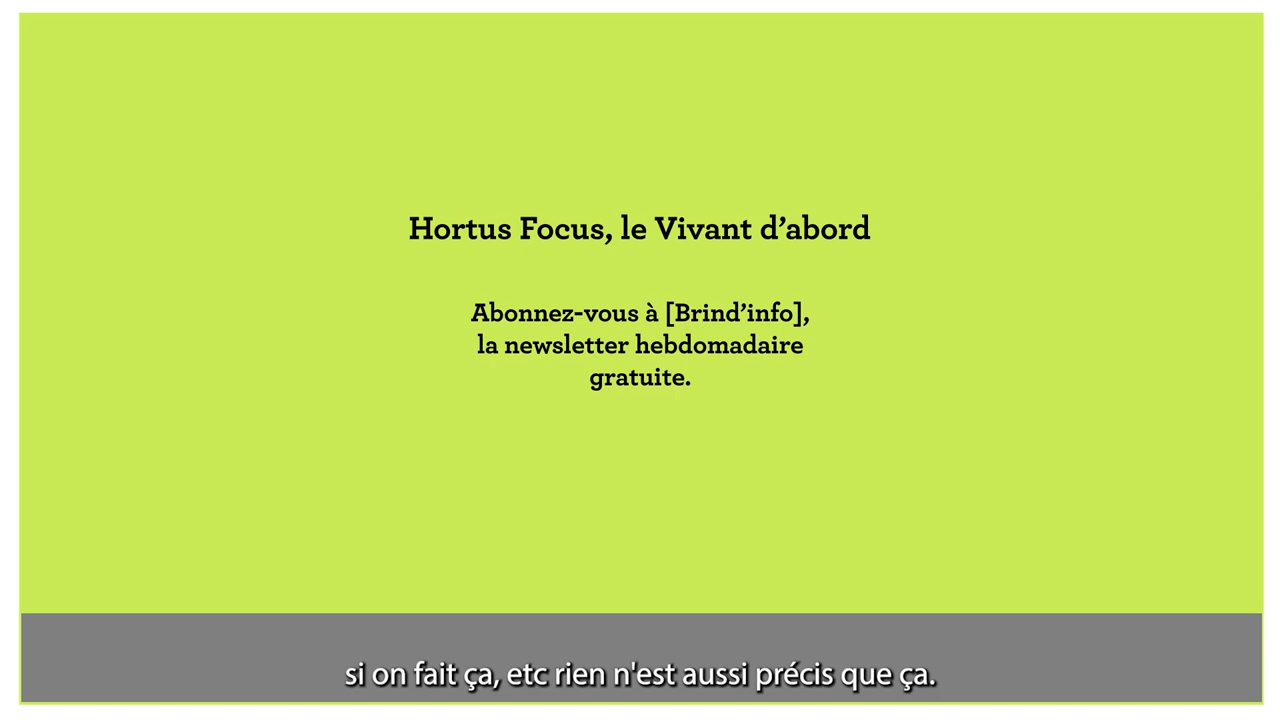 Hortus Focus, le Vivant d’abord
Abonnez-vous à [Brind’info],
la newsletter hebdomadaire
gratuite.
si on fait ça, etc rien n'est aussi précis que ça.